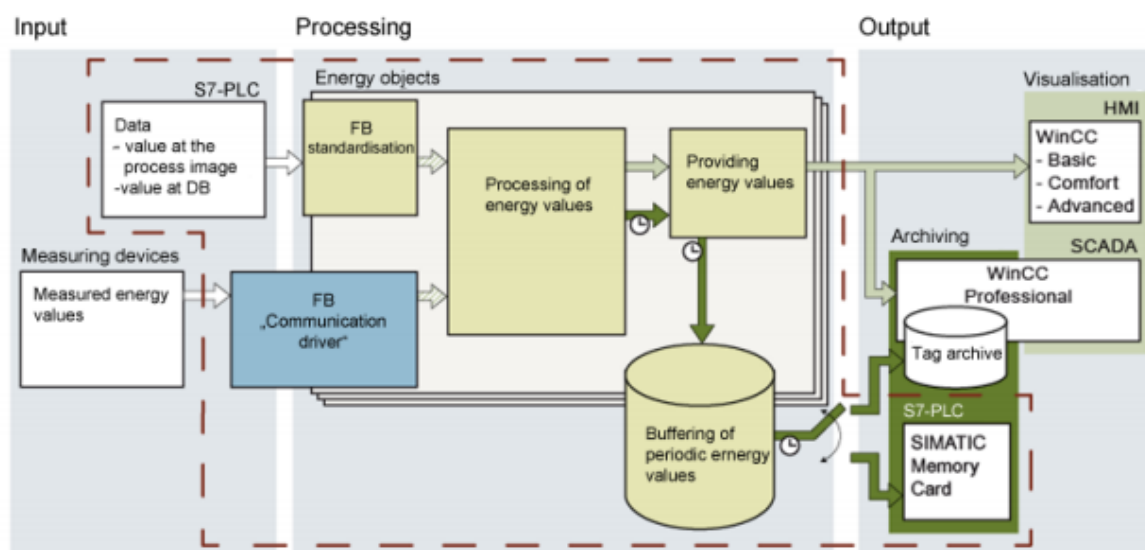 Input
Processing
Output
Energy objects
Visualisation
S7-PLC
HMI
Data
- value at the
process image
-value at DB
FB
standardisation
Processing of
energy values
Providing
energy values
WinCC
- Basic
- Comfort
- Advanced
Archiving
SCADA
Measuring devices
Measured energy
values
FB
„Communication
driver“
WinCC
Professional
Tag archive
Buffering of
periodic ernergy
values
S7-PLC
SIMATIC
Memory
Card